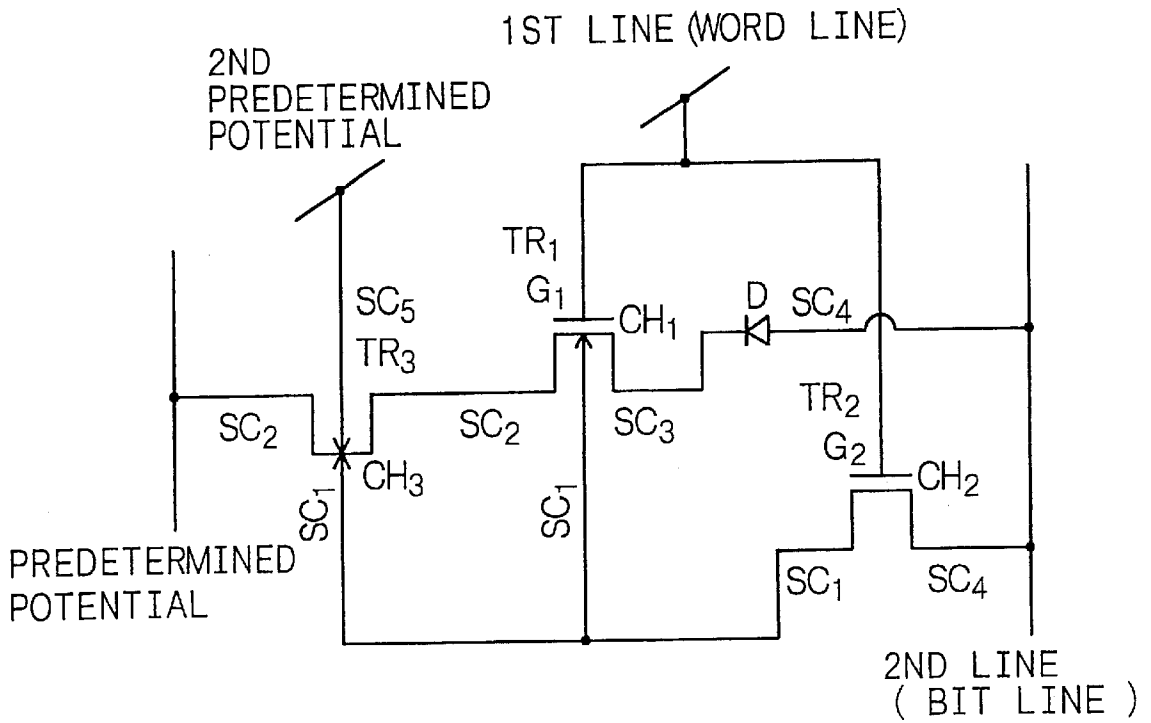 1ST LINE (WORD LINE)
2ND
PREDETERMINED
POTENTIAL
TR1
G1
CH1
D
SC4
SC5
TR3
TR2
G2
CH2
SC2
SC2
SC3
CH3
SC1
SC1
PREDETERMINED
POTENTIAL
SC1
SC4
2ND LINE
( BIT LINE )